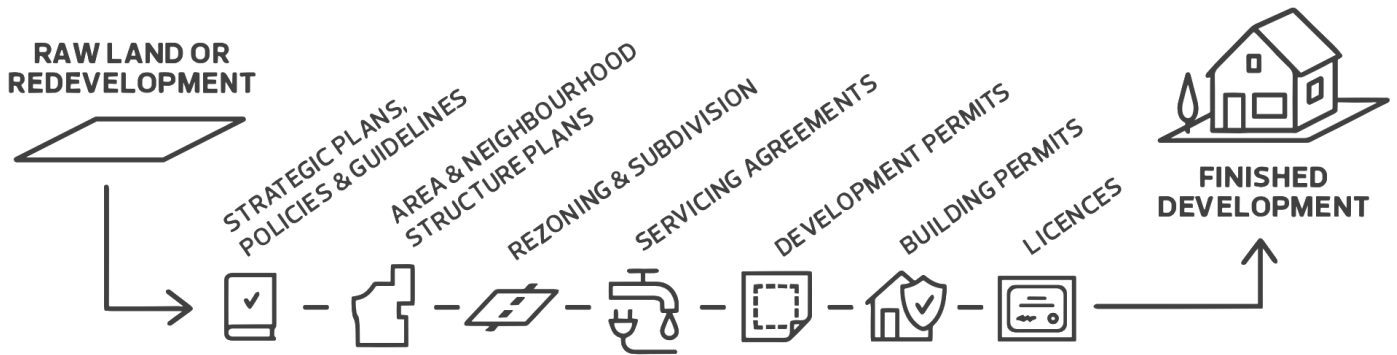 RAW LAND OR
REDEVELOPMENT
STRATEGIC PLANS,
POLICIES & GUIDELINES
AREA & NEIGHBOURHOOD
STRUCTURE PLANS
REZONING & SUBDIVISION
SERVICING AGREEMENTS
DEVELOPMENT PERMITS
BUILDING PERMITS
LICENCES
FINISHED
DEVELOPMENT